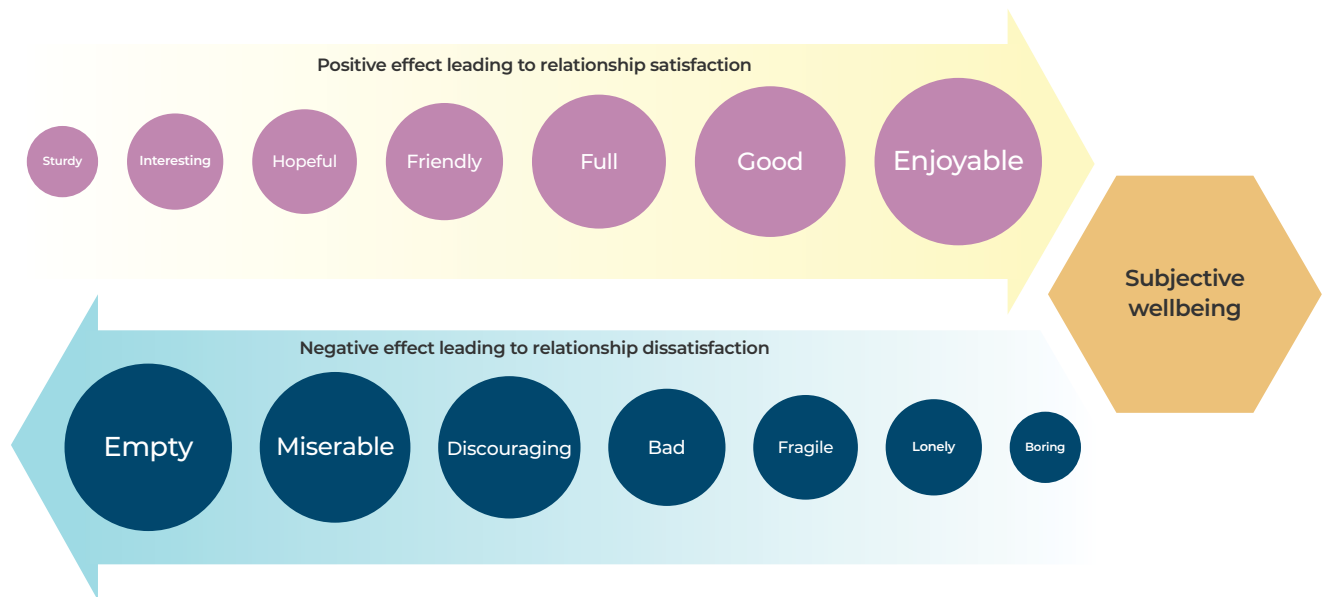 Positive effect leading to relationship satisfaction
Sturdy
Interesting
Hopeful
Friendly
Full
Good
Enjoyable
Subjective
wellbeing
Negative effect leading to relationship dissatisfaction
Empty
Miserable
Discouraging
Bad
Fragile
Lonely
Boring